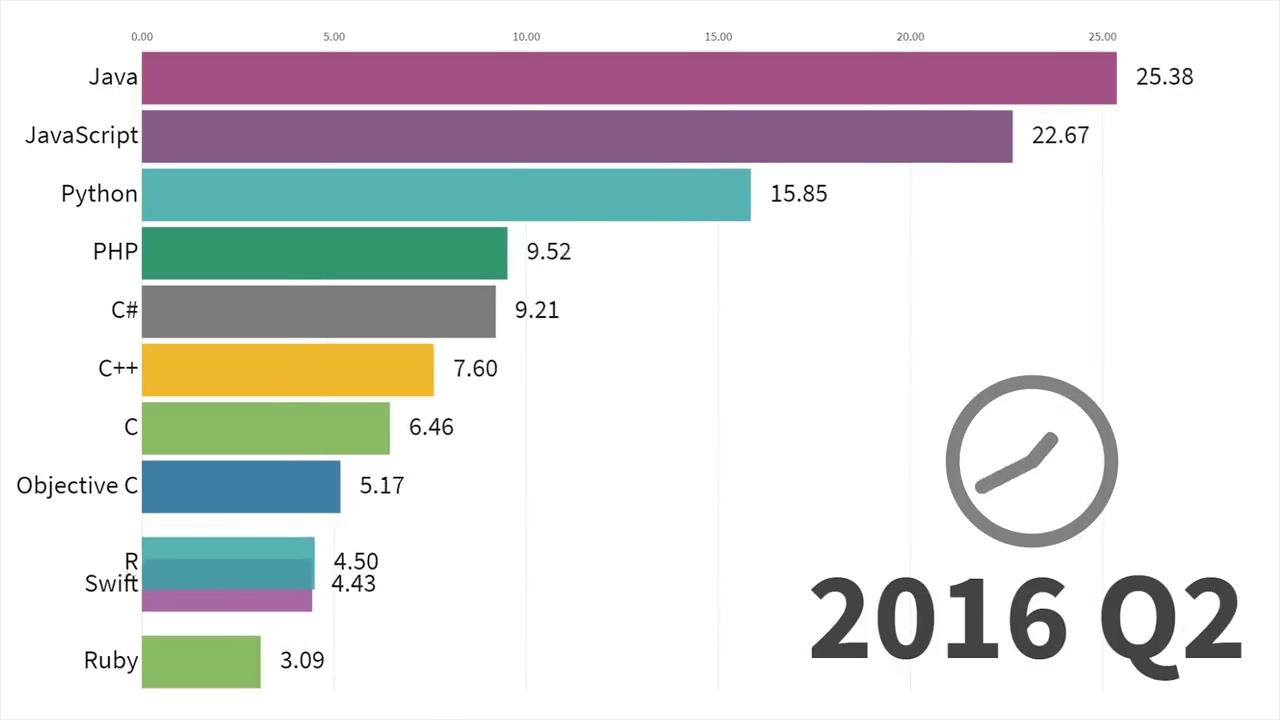 0.00 5.00 10.00 15.00 20.00 25.00
Java 25.38
JavaScript 22.67
Python 15.85
PHP 9.52
C# 9.21
C++ 7.60
C 6.46
Objective C 5.17
R 4.50
Swift 4.43
Ruby 3.09
2016 Q2